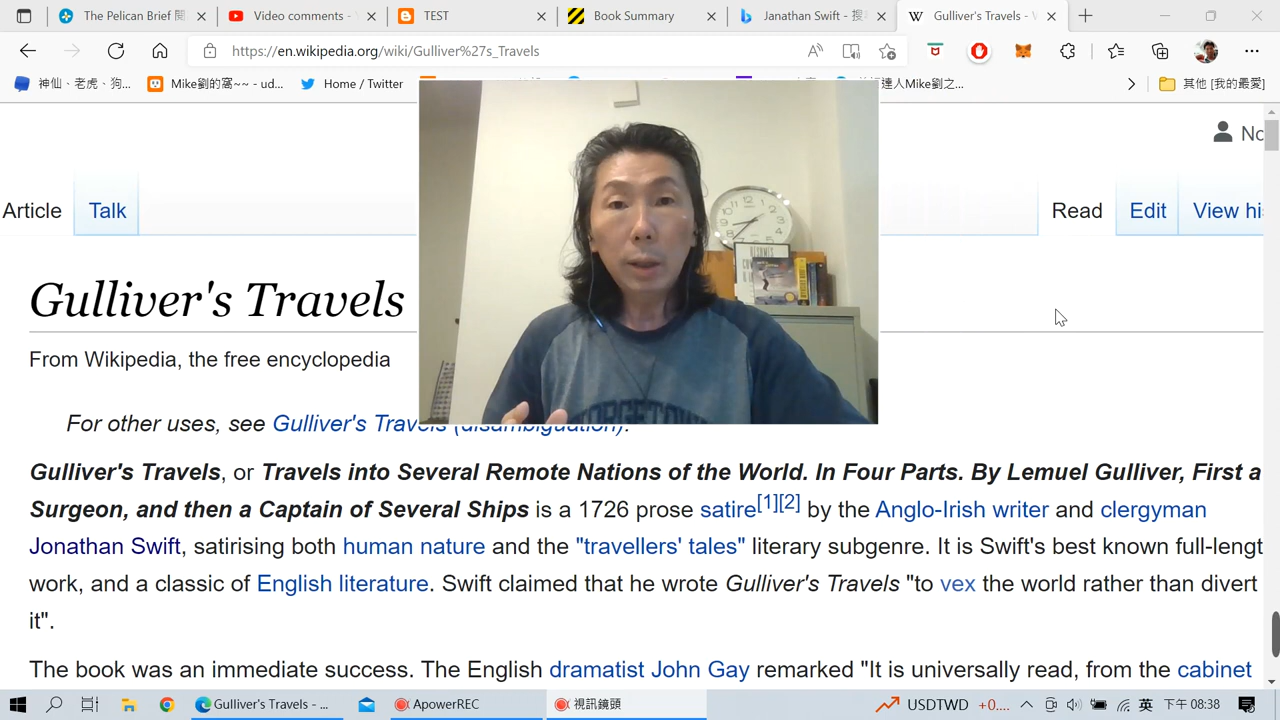 The Pelican Brief 閱
Video comments -
TEST
Book Summary
Janathan Swift - 搜
Gulliver's Travels - W
https://en.wikipedia.org/wiki/Gulliver%27s_Travels
神仙、老虎、狗...
Mike劉的窩~~ - ud...
Home / Twitter
達人Mike劉之...
其他 [我的最愛]
No
Article
Talk
Read
Edit
View his
Gulliver's Travels
From Wikipedia, the free encyclopedia
For other uses, see Gulliver's Travels (disambiguation).
Gulliver's Travels, or Travels into Several Remote Nations of the World. In Four Parts. By Lemuel Gulliver, First a
Surgeon, and then a Captain of Several Ships is a 1726 prose satire[1][2] by the Anglo-Irish writer and clergyman
Jonathan Swift, satirising both human nature and the "travellers' tales" literary subgenre. It is Swift's best known full-lengt
work, and a classic of English literature. Swift claimed that he wrote Gulliver's Travels "to vex the world rather than divert
it".
The book was an immediate success. The English dramatist John Gay remarked "It is universally read, from the cabinet
Gulliver's Travels - ...
ApowerREC
視訊鏡頭
USDTWD +0....
英
下午 08:38